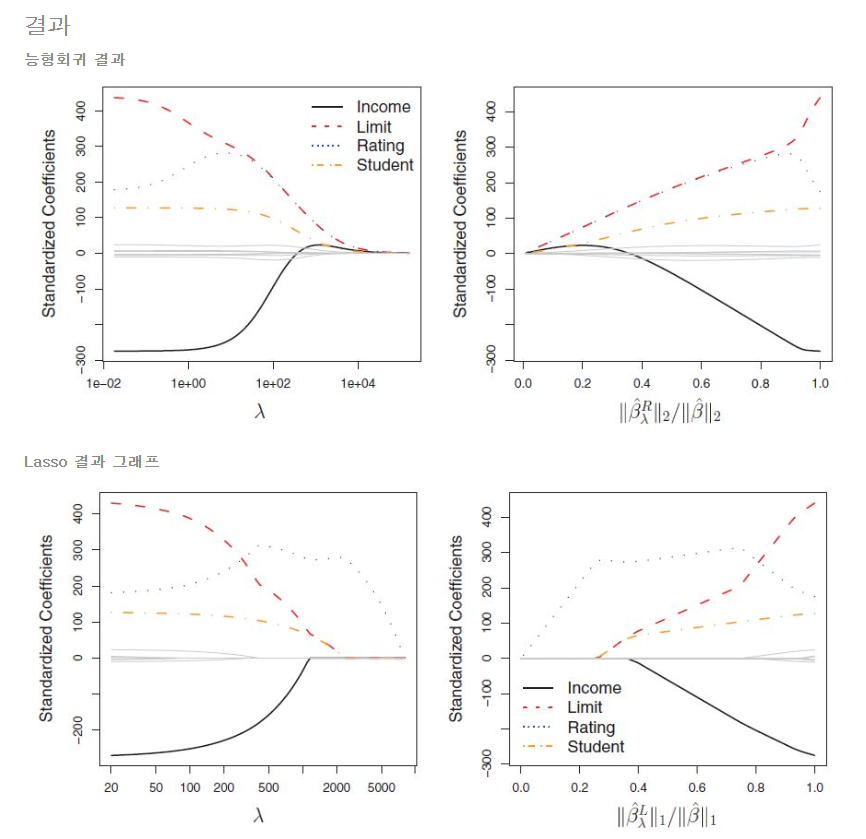 결과
능형회귀 결과
Standardized Coefficients
400
300
200
100
0
-100
-300
1e-02 1e+00 1e+02 1e+04
λ
Income
Limit
Rating
Student
Standardized Coefficients
400
300
200
100
0
-100
-300
0.0 0.2 0.4 0.6 0.8 1.0
‖β̂λᴿ‖₂/‖β̂‖₂
Lasso 결과 그래프
Standardized Coefficients
400
300
200
100
0
-200
20 50 100 200 500 2000 5000
λ
Standardized Coefficients
400
300
200
100
0
-100
-300
Income
Limit
Rating
Student
0.0 0.2 0.4 0.6 0.8 1.0
‖β̂λᴸ‖₁/‖β̂‖₁